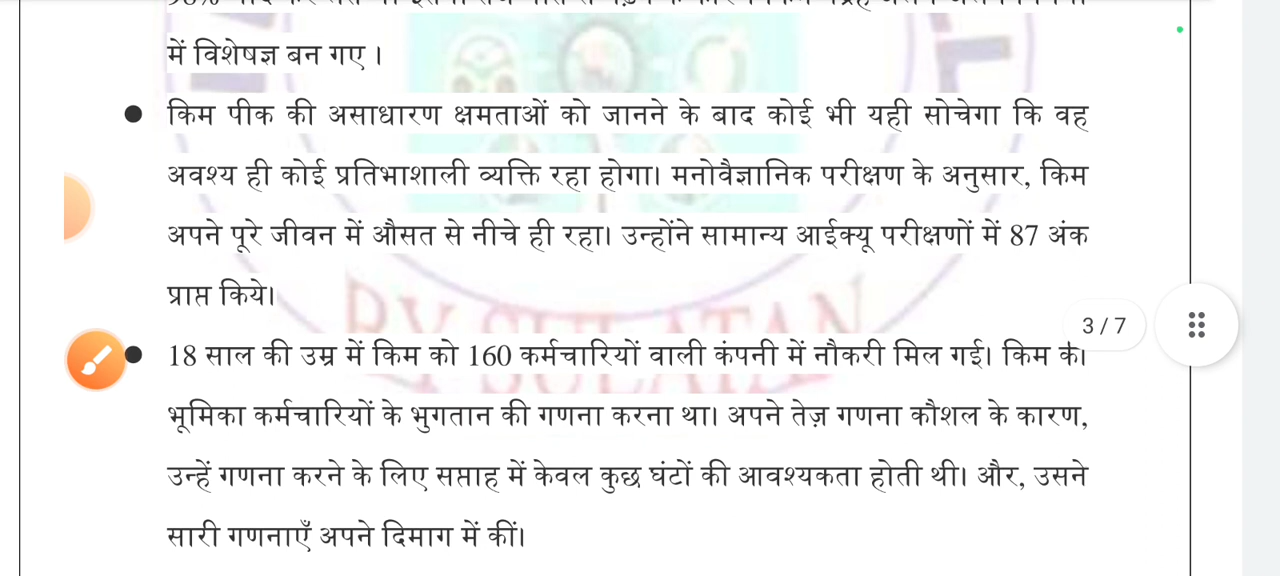 में विशेषज्ञ बन गए ।
● किम पीक की असाधारण क्षमताओं को जानने के बाद कोई भी यही सोचेगा कि वह
अवश्य ही कोई प्रतिभाशाली व्यक्ति रहा होगा। मनोवैज्ञानिक परीक्षण के अनुसार, किम
अपने पूरे जीवन में औसत से नीचे ही रहा। उन्होंने सामान्य आईक्यू परीक्षणों में 87 अंक
प्राप्त किये।
3 / 7
● 18 साल की उम्र में किम को 160 कर्मचारियों वाली कंपनी में नौकरी मिल गई। किम की
भूमिका कर्मचारियों के भुगतान की गणना करना था। अपने तेज़ गणना कौशल के कारण,
उन्हें गणना करने के लिए सप्ताह में केवल कुछ घंटों की आवश्यकता होती थी। और, उसने
सारी गणनाएँ अपने दिमाग में कीं।
BY SULATAN